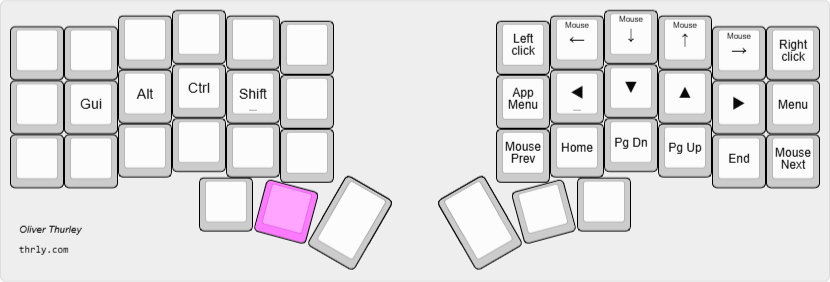 Gui
Alt
Ctrl
Shift
_
Left
click
Mouse
←
Mouse
↓
Mouse
↑
Mouse
→
Right
click
App
Menu
◀
_
▼
▲
▶
Menu
Mouse
Prev
Home
Pg Dn
Pg Up
End
Mouse
Next
Oliver Thurley
thrly.com